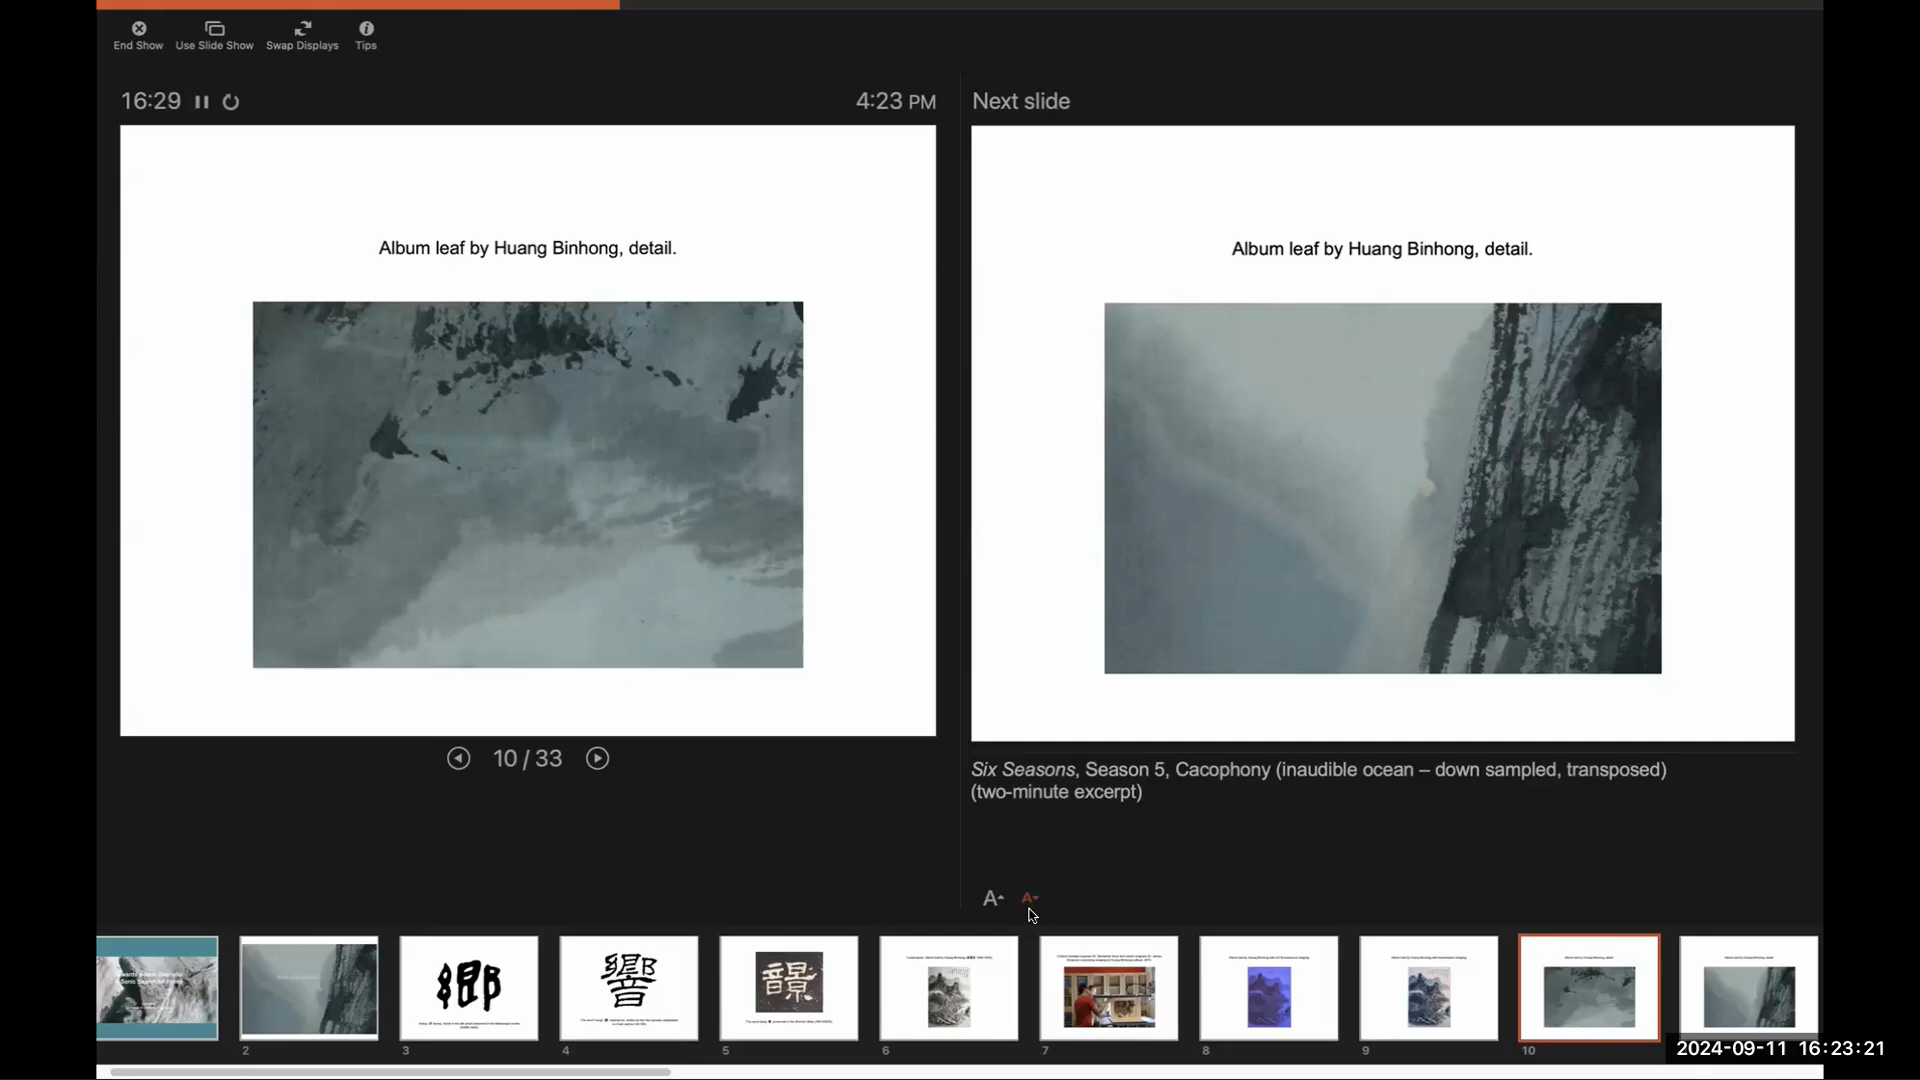 End Show
Use Slide Show
Swap Displays
Tips
16:29
4:23 PM
Next slide
Album leaf by Huang Binhong, detail.
Album leaf by Huang Binhong, detail.
10 / 33
Six Seasons, Season 5, Cacophony (inaudible ocean – down sampled, transposed)
(two-minute excerpt)
A
A
鄉
響
響
2
3
4
5
6
7
8
9
10
2024-09-11 16:23:21